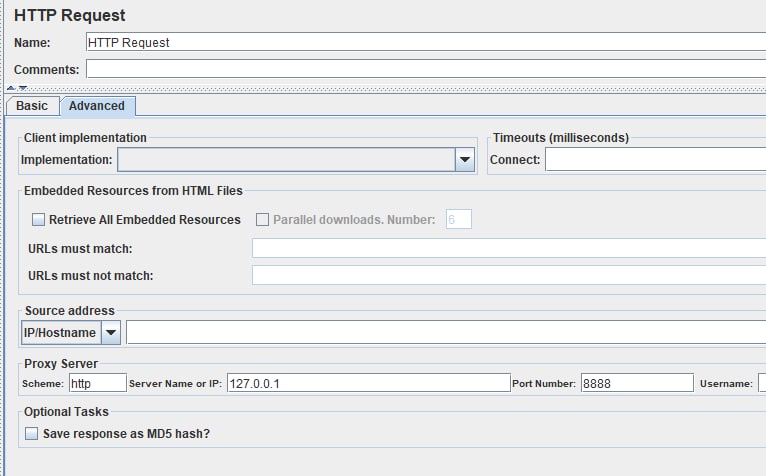 HTTP Request
Name: HTTP Request
Comments:
Basic Advanced
Client implementation Timeouts (milliseconds)
Implementation: Connect:
Embedded Resources from HTML Files
Retrieve All Embedded Resources Parallel downloads. Number: 6
URLs must match:
URLs must not match:
Source address
IP/Hostname
Proxy Server
Scheme: http Server Name or IP: 127.0.0.1 Port Number: 8888 Username:
Optional Tasks
Save response as MD5 hash?